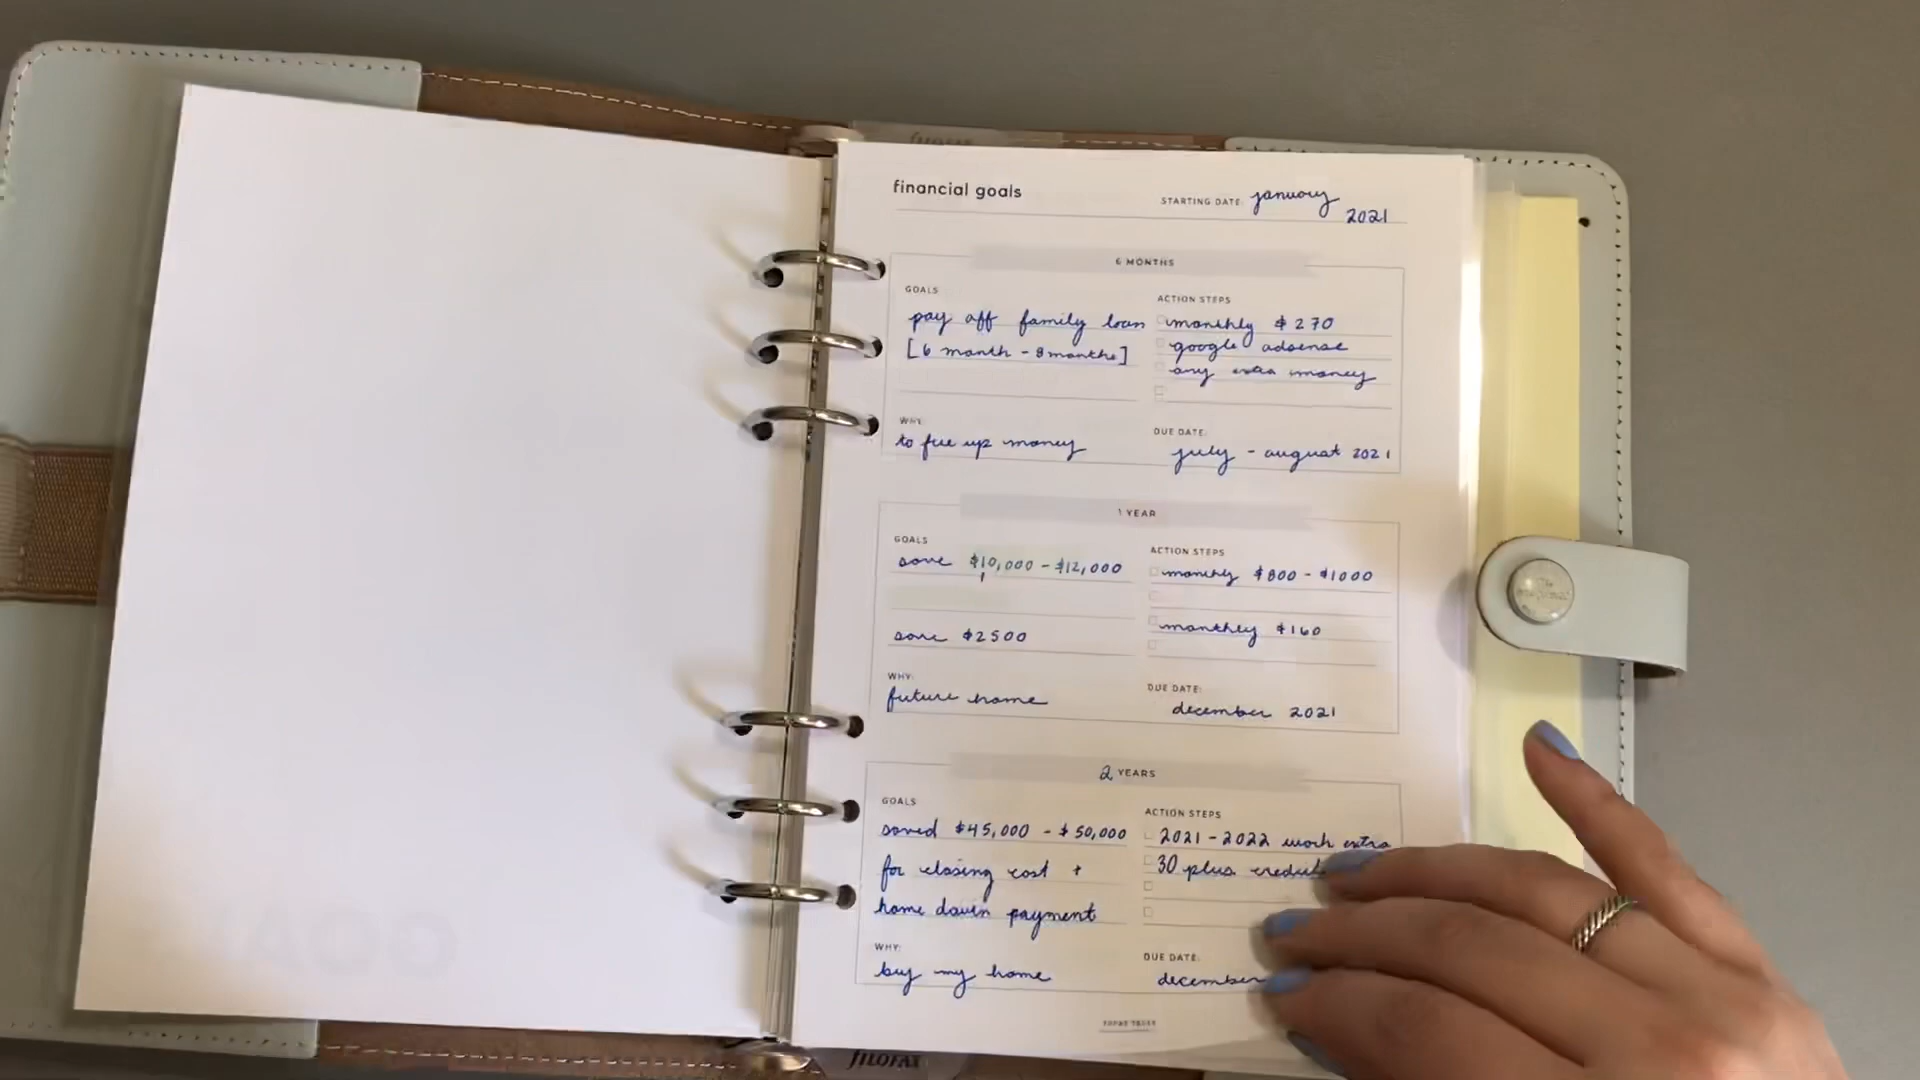 financial goals
STARTING DATE: january
2021
6 MONTHS
GOALS
pay off family loan
[6 month - 8 months]
ACTION STEPS
monthly $270
google adsense
any extra money
WHY:
to free up money
DUE DATE:
july - august 2021
1 YEAR
GOALS
save $10,000 - $12,000
save $2500
ACTION STEPS
monthly $800 - $1000
monthly $160
WHY:
future home
DUE DATE:
december 2021
2 YEARS
GOALS
saved $45,000 - $50,000
for closing cost +
home down payment
ACTION STEPS
2021 - 2022 work extra
30 plus credit
WHY:
buy my home
DUE DATE:
december
filofax